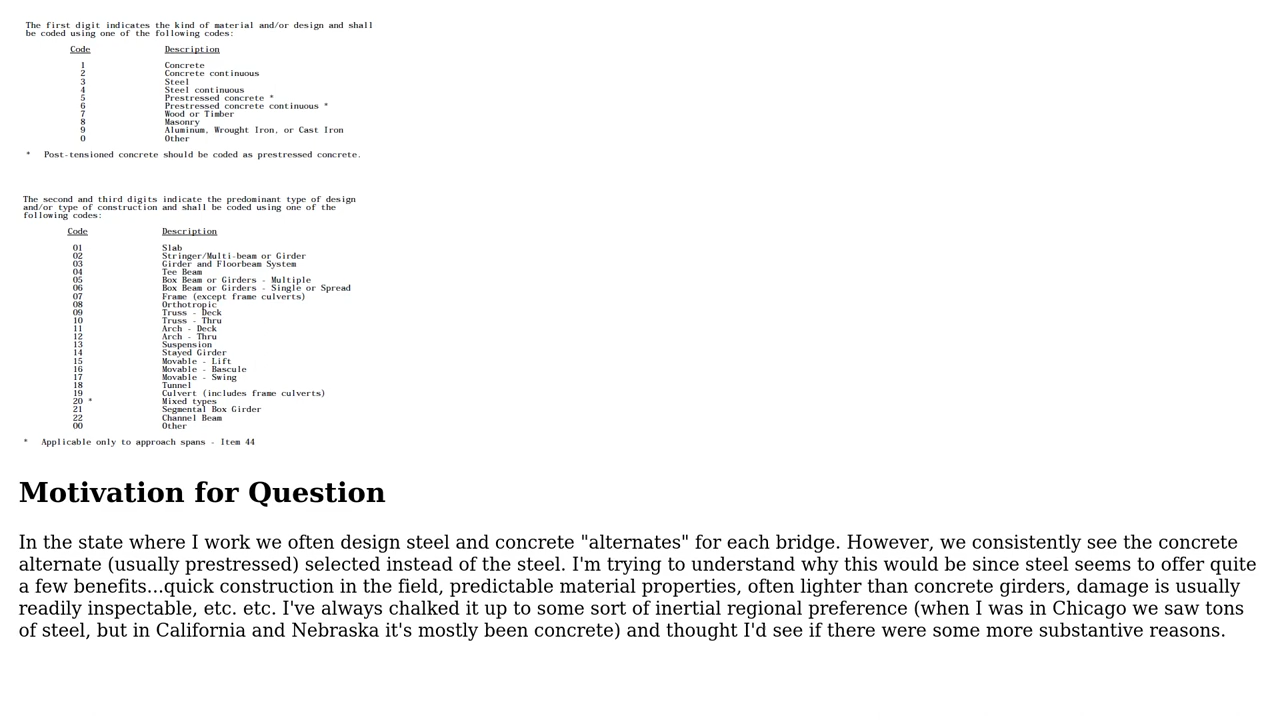 The first digit indicates the kind of material and/or design and shall
be coded using one of the following codes:
Code Description
1 Concrete
2 Concrete continuous
3 Steel
4 Steel continuous
5 Prestressed concrete *
6 Prestressed concrete continuous *
7 Wood or Timber
8 Masonry
9 Aluminum, Wrought Iron, or Cast Iron
0 Other
* Post-tensioned concrete should be coded as prestressed concrete.
The second and third digits indicate the predominant type of design
and/or type of construction and shall be coded using one of the
following codes:
Code Description
01 Slab
02 Stringer/Multi-beam or Girder
03 Girder and Floorbeam System
04 Tee Beam
05 Box Beam or Girders - Multiple
06 Box Beam or Girders - Single or Spread
07 Frame (except frame culverts)
08 Orthotropic
09 Truss - Deck
10 Truss - Thru
11 Arch - Deck
12 Arch - Thru
13 Suspension
14 Stayed Girder
15 Movable - Lift
16 Movable - Bascule
17 Movable - Swing
18 Tunnel
19 Culvert (includes frame culverts)
20 * Mixed types
21 Segmental Box Girder
22 Channel Beam
00 Other
* Applicable only to approach spans - Item 44
Motivation for Question
In the state where I work we often design steel and concrete "alternates" for each bridge. However, we consistently see the concrete
alternate (usually prestressed) selected instead of the steel. I'm trying to understand why this would be since steel seems to offer quite
a few benefits...quick construction in the field, predictable material properties, often lighter than concrete girders, damage is usually
readily inspectable, etc. etc. I've always chalked it up to some sort of inertial regional preference (when I was in Chicago we saw tons
of steel, but in California and Nebraska it's mostly been concrete) and thought I'd see if there were some more substantive reasons.